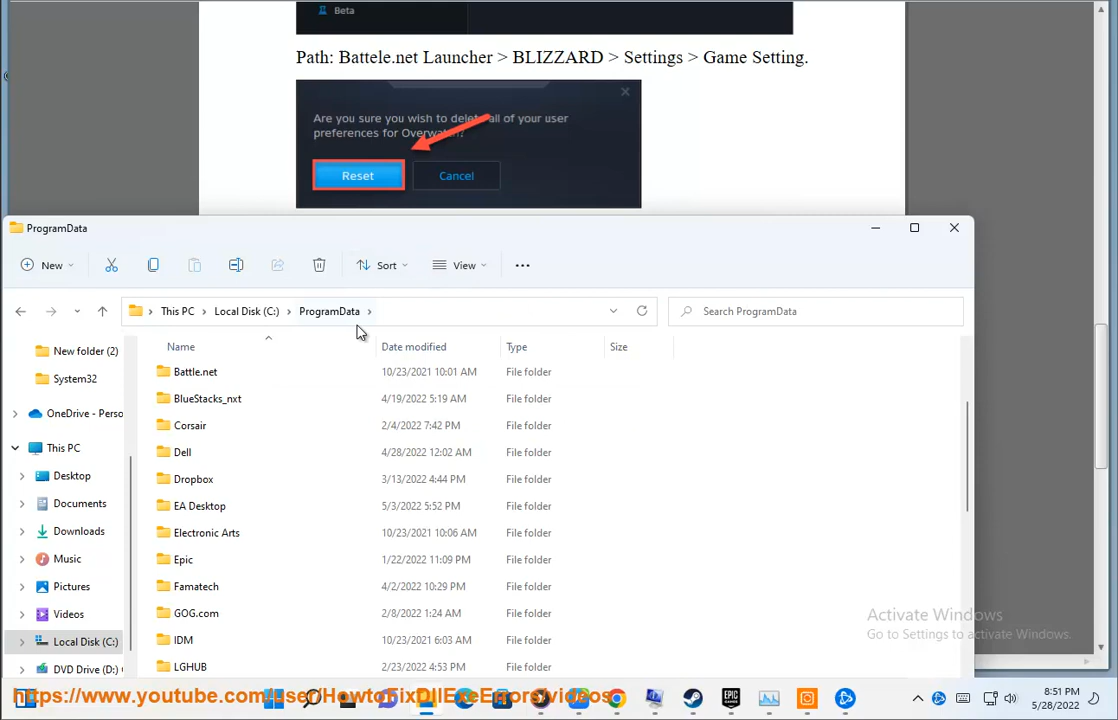 Beta
Path: Battele.net Launcher > BLIZZARD > Settings > Game Setting.
Are you sure you wish to delete all of your user
preferences for Overwatch?
Reset Cancel
ProgramData
New Sort View
This PC Local Disk (C:) ProgramData Search ProgramData
Name Date modified Type Size
New folder (2)
System32
OneDrive - Perso
This PC
Desktop
Documents
Downloads
Music
Pictures
Videos
Local Disk (C:)
DVD Drive (D:)
Battle.net 10/23/2021 10:01 AM File folder
BlueStacks_nxt 4/19/2022 5:19 AM File folder
Corsair 2/4/2022 7:42 PM File folder
Dell 4/28/2022 12:02 AM File folder
Dropbox 3/13/2022 4:44 PM File folder
EA Desktop 5/3/2022 5:52 PM File folder
Electronic Arts 10/23/2021 10:06 AM File folder
Epic 1/22/2022 11:09 PM File folder
Famatech 4/2/2022 10:29 PM File folder
GOG.com 2/8/2022 1:24 AM File folder
IDM 10/23/2021 6:03 AM File folder
LGHUB 2/23/2022 4:53 PM File folder
Activate Windows
Go to Settings to activate Windows.
https://www.youtube.com/user/HowtoFixDllExeErrors/videos
EPIC
GAMES
8:51 PM
5/28/2022